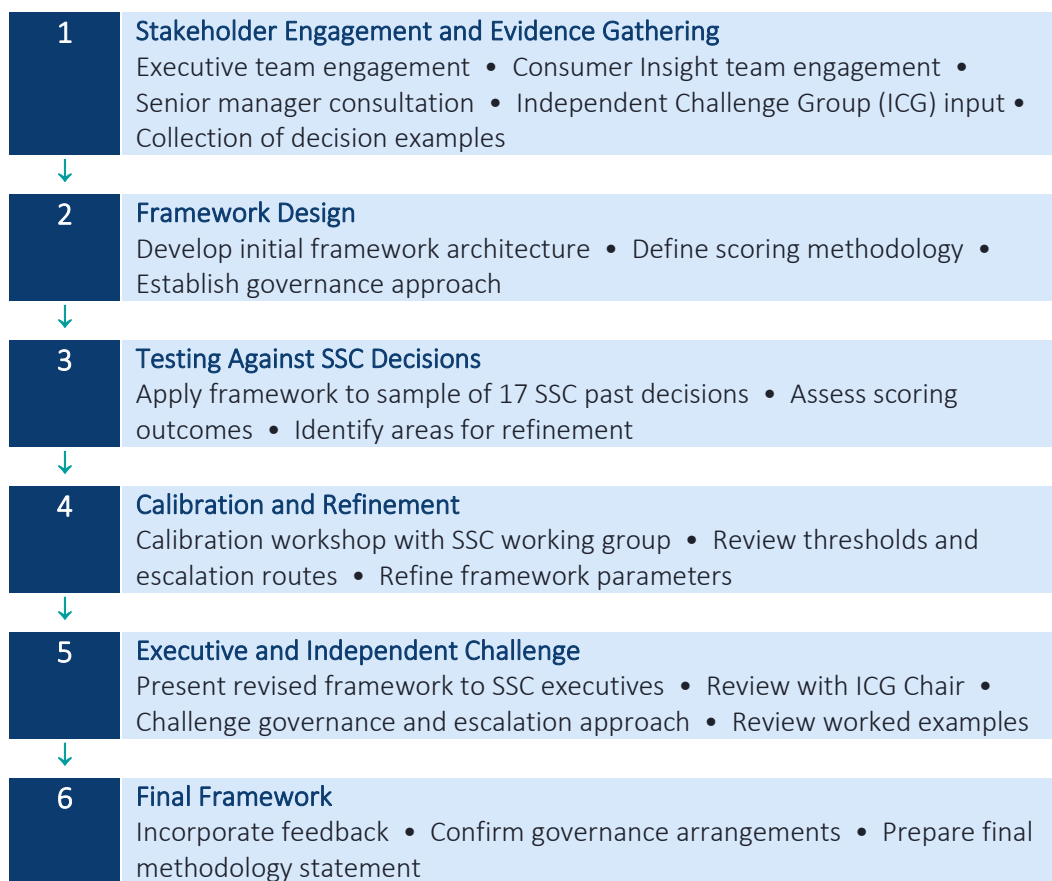 1
Stakeholder Engagement and Evidence Gathering
Executive team engagement • Consumer Insight team engagement •
Senior manager consultation • Independent Challenge Group (ICG) input •
Collection of decision examples
↓
2
Framework Design
Develop initial framework architecture • Define scoring methodology •
Establish governance approach
↓
3
Testing Against SSC Decisions
Apply framework to sample of 17 SSC past decisions • Assess scoring
outcomes • Identify areas for refinement
↓
4
Calibration and Refinement
Calibration workshop with SSC working group • Review thresholds and
escalation routes • Refine framework parameters
↓
5
Executive and Independent Challenge
Present revised framework to SSC executives • Review with ICG Chair •
Challenge governance and escalation approach • Review worked examples
↓
6
Final Framework
Incorporate feedback • Confirm governance arrangements • Prepare final
methodology statement